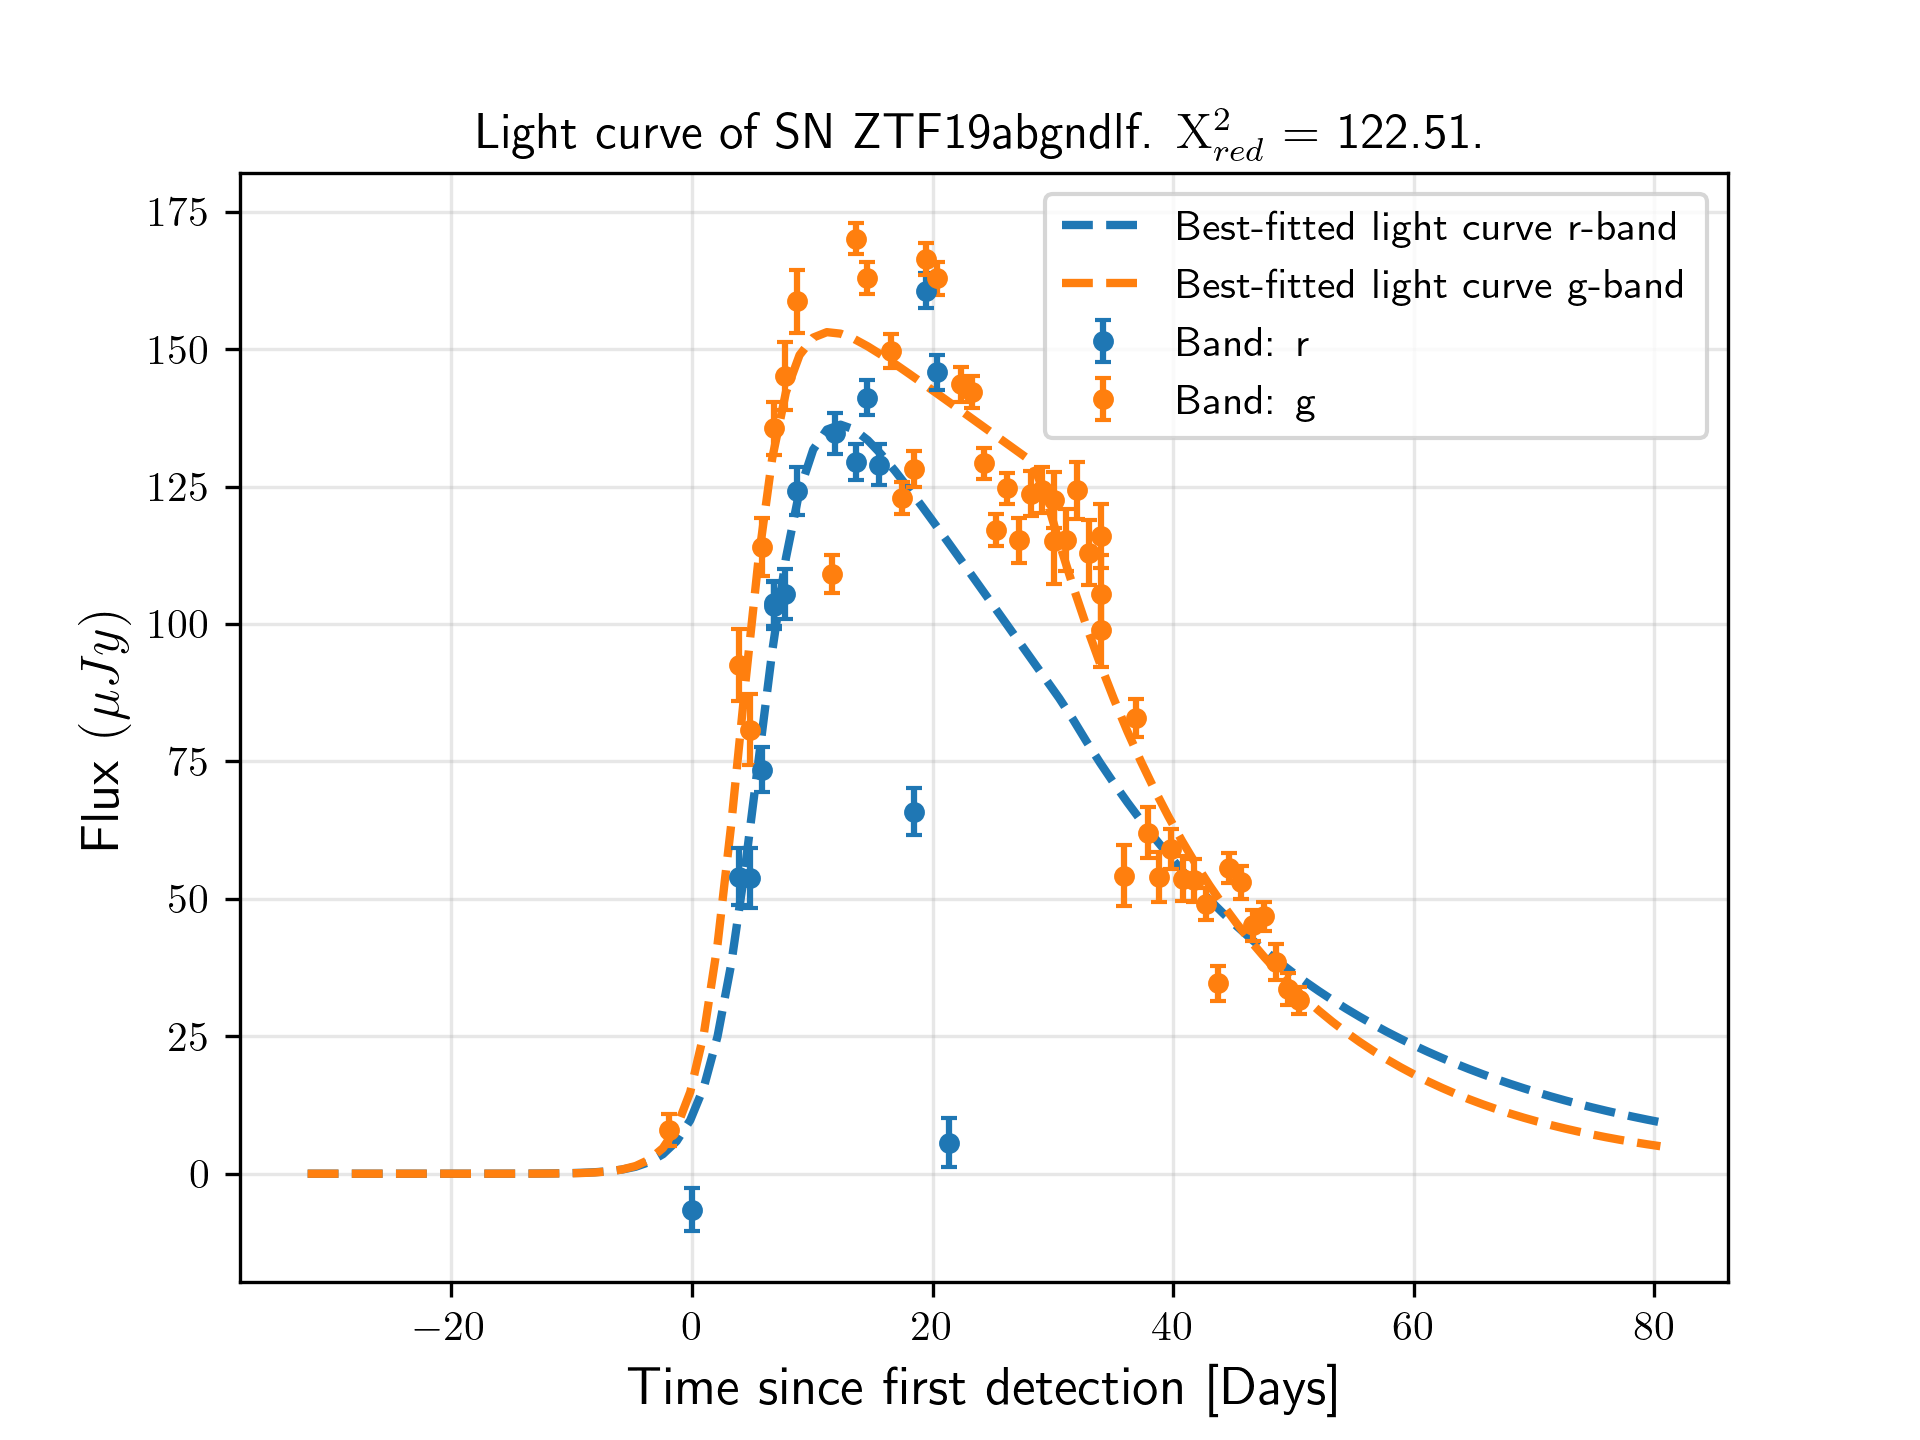 Light curve of SN ZTF19abgndlf. X²_red = 122.51.
Best-fitted light curve r-band
Best-fitted light curve g-band
Band: r
Band: g
175
150
125
100
75
50
25
0
Flux (μJy)
−20 0 20 40 60 80
Time since first detection [Days]